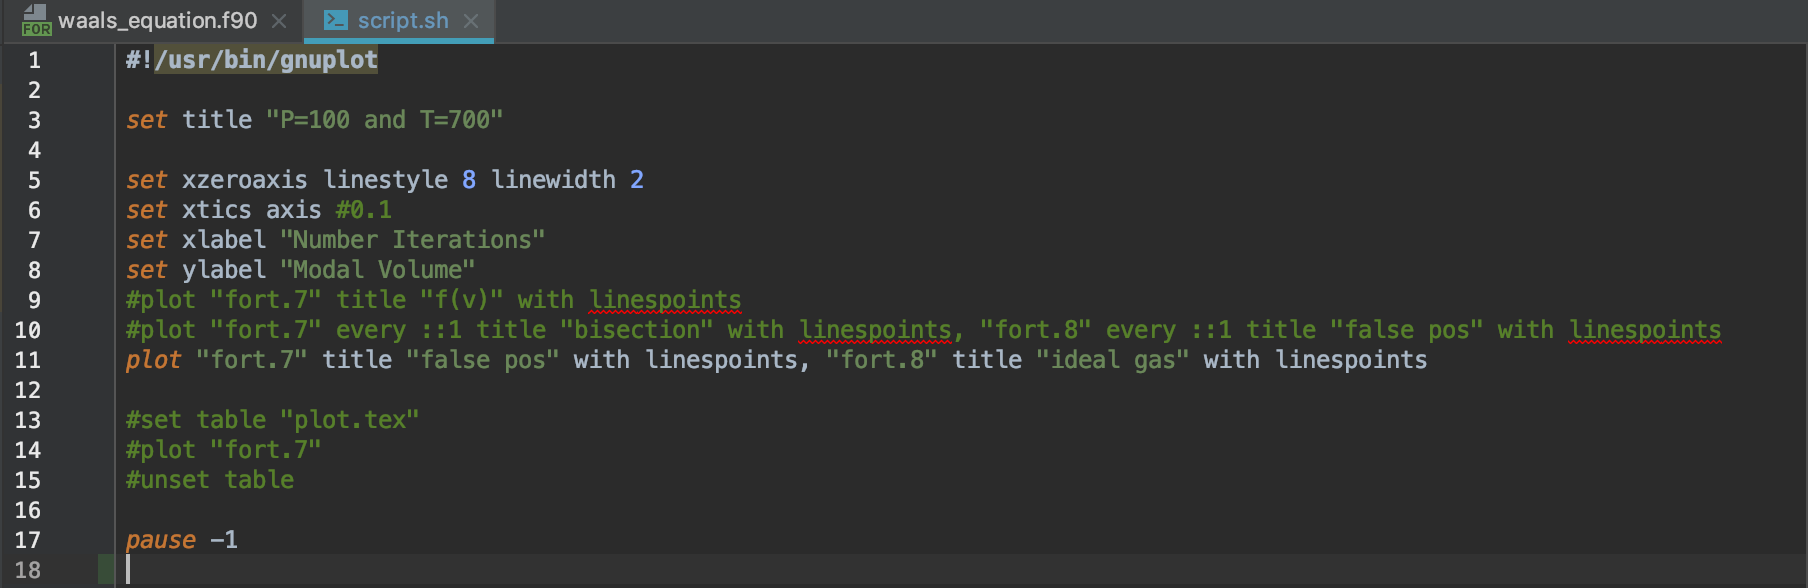 FOR waals_equation.f90 × >_ script.sh ×
1 #!/usr/bin/gnuplot
2
3 set title "P=100 and T=700"
4
5 set xzeroaxis linestyle 8 linewidth 2
6 set xtics axis #0.1
7 set xlabel "Number Iterations"
8 set ylabel "Modal Volume"
9 #plot "fort.7" title "f(v)" with linespoints
10 #plot "fort.7" every ::1 title "bisection" with linespoints, "fort.8" every ::1 title "false pos" with linespoints
11 plot "fort.7" title "false pos" with linespoints, "fort.8" title "ideal gas" with linespoints
12
13 #set table "plot.tex"
14 #plot "fort.7"
15 #unset table
16
17 pause -1
18